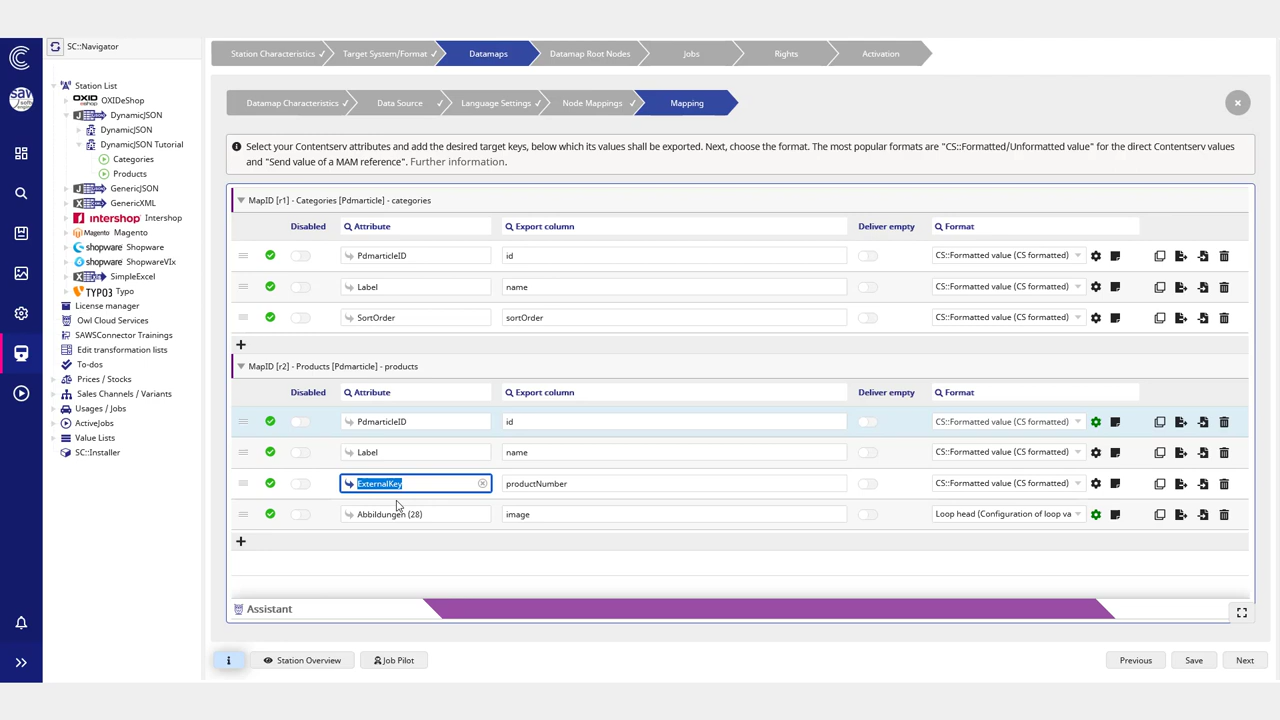 SC::Navigator
Station List
OXID eShop OXIDeShop
DynamicJSON
DynamicJSON
DynamicJSON Tutorial
Categories
Products
GenericJSON
GenericXML
intershop Intershop
Magento Magento
shopware Shopware
shopware ShopwareVIx
SimpleExcel
TYPO3 Typo
License manager
Owl Cloud Services
SAWSConnector Trainings
Edit transformation lists
To-dos
Prices / Stocks
Sales Channels / Variants
Usages / Jobs
ActiveJobs
Value Lists
SC::Installer
Station Characteristics ✓ Target System/Format ✓ Datamaps Datamap Root Nodes Jobs Rights Activation
Datamap Characteristics ✓ Data Source ✓ Language Settings ✓ Node Mappings ✓ Mapping
Select your Contentserv attributes and add the desired target keys, below which its values shall be exported. Next, choose the format. The most popular formats are "CS::Formatted/Unformatted value" for the direct Contentserv values
and "Send value of a MAM reference". Further information.
MapID [r1] - Categories [Pdmarticle] - categories
Disabled Attribute Export column Deliver empty Format
PdmarticleID id CS::Formatted value (CS formatted)
Label name CS::Formatted value (CS formatted)
SortOrder sortOrder CS::Formatted value (CS formatted)
MapID [r2] - Products [Pdmarticle] - products
Disabled Attribute Export column Deliver empty Format
PdmarticleID id CS::Formatted value (CS formatted)
Label name CS::Formatted value (CS formatted)
ExternalKey productNumber CS::Formatted value (CS formatted)
Abbildungen (28) image Loop head (Configuration of loop va
Assistant
Station Overview Job Pilot Previous Save Next